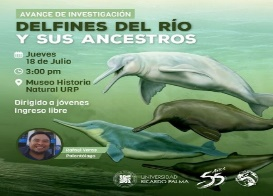 AVANCE DE INVESTIGACIÓN
DELFINES DEL RÍO
Y SUS ANCESTROS
Jueves
18 de Julio
3:00 pm
Museo Historia
Natural URP
Dirigido a jóvenes
Ingreso libre
Paleontólogo
UNIVERSIDAD
RICARDO PALMA
55